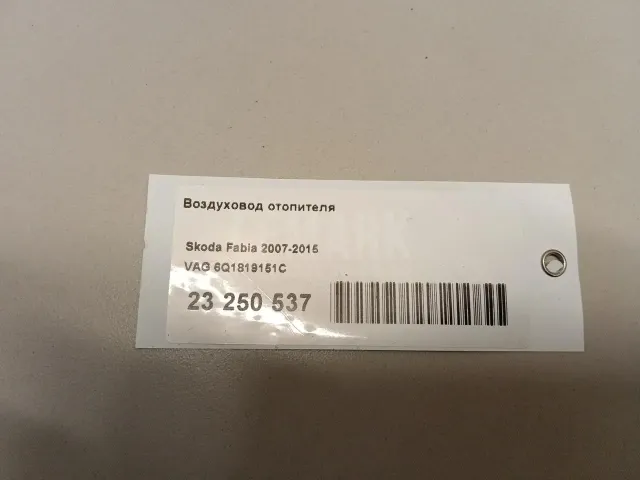 Воздуховод отопителя
Skoda Fabia 2007-2015
VAG 6Q1819151C
23 250 537